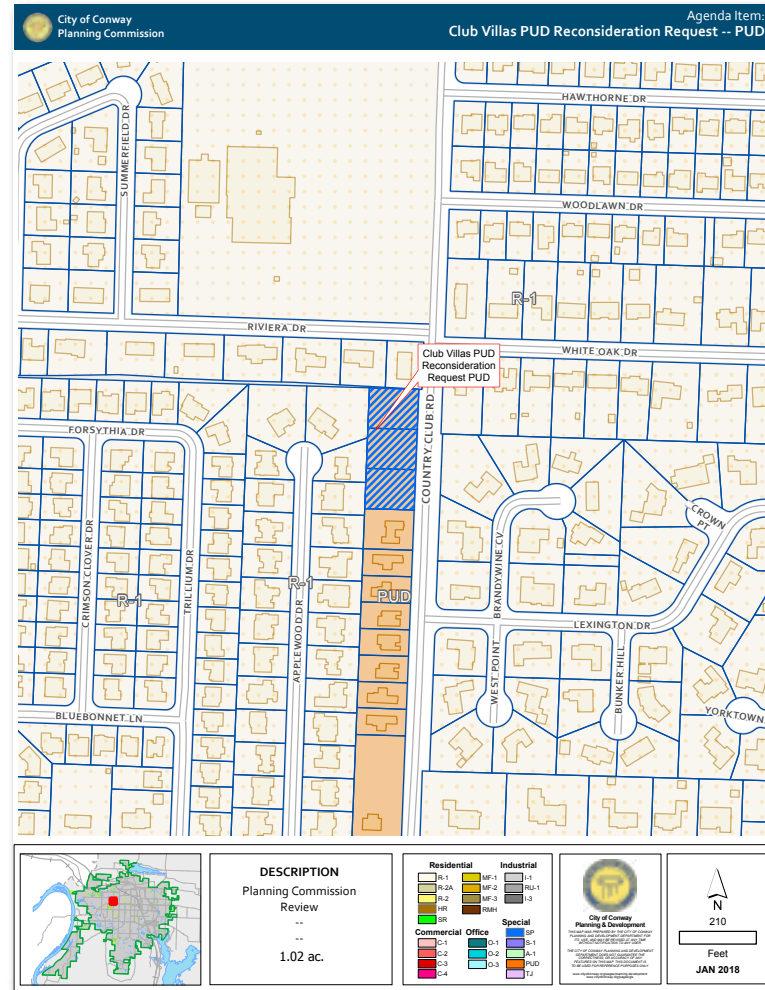 City of Conway
Planning Commission
Agenda Item:
Club Villas PUD Reconsideration Request -- PUD
HAWTHORNE DR
SUMMERFIELD DR
WOODLAWN DR
R-1
RIVIERA DR
WHITE OAK DR
Club Villas PUD
Reconsideration
Request PUD
COUNTRY CLUB RD
FORSYTHIA DR
CROWN
PT
BRANDYWINE CV
CRIMSON CLOVER DR
TRILLIUM DR
R-1
R-1
APPLEWOOD DR
PUD
LEXINGTON DR
WEST POINT
BUNKER HILL
BLUEBONNET LN
YORKTOWN
DESCRIPTION
Planning Commission
Review
--
--
1.02 ac.
Residential
R-1
R-2A
R-2
HR
SR
MF-1
MF-2
MF-3
RMH
Industrial
I-1
RU-1
I-3
Commercial
C-1
C-2
C-3
C-4
Office
O-1
O-2
O-3
Special
SP
S-1
A-1
PUD
TJ
City of Conway
Planning & Development
N
210
Feet
JAN 2018